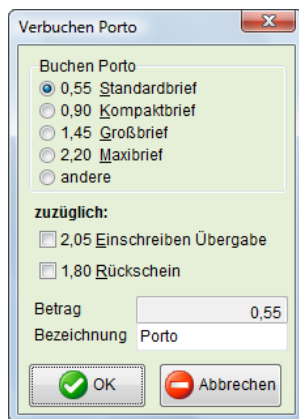 Verbuchen Porto
Buchen Porto
0,55 Standardbrief
0,90 Kompaktbrief
1,45 Großbrief
2,20 Maxibrief
andere
zuzüglich:
2,05 Einschreiben Übergabe
1,80 Rückschein
Betrag 0,55
Bezeichnung Porto
OK Abbrechen